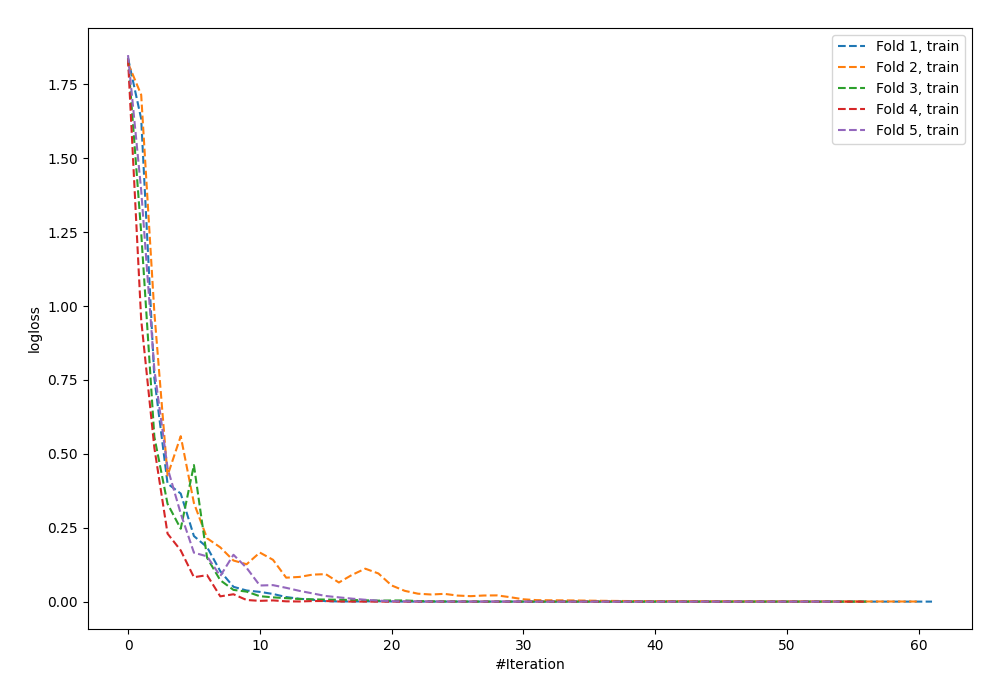 Fold 1, train
Fold 2, train
Fold 3, train
Fold 4, train
Fold 5, train
logloss
1.75
1.50
1.25
1.00
0.75
0.50
0.25
0.00
0 10 20 30 40 50 60
#Iteration